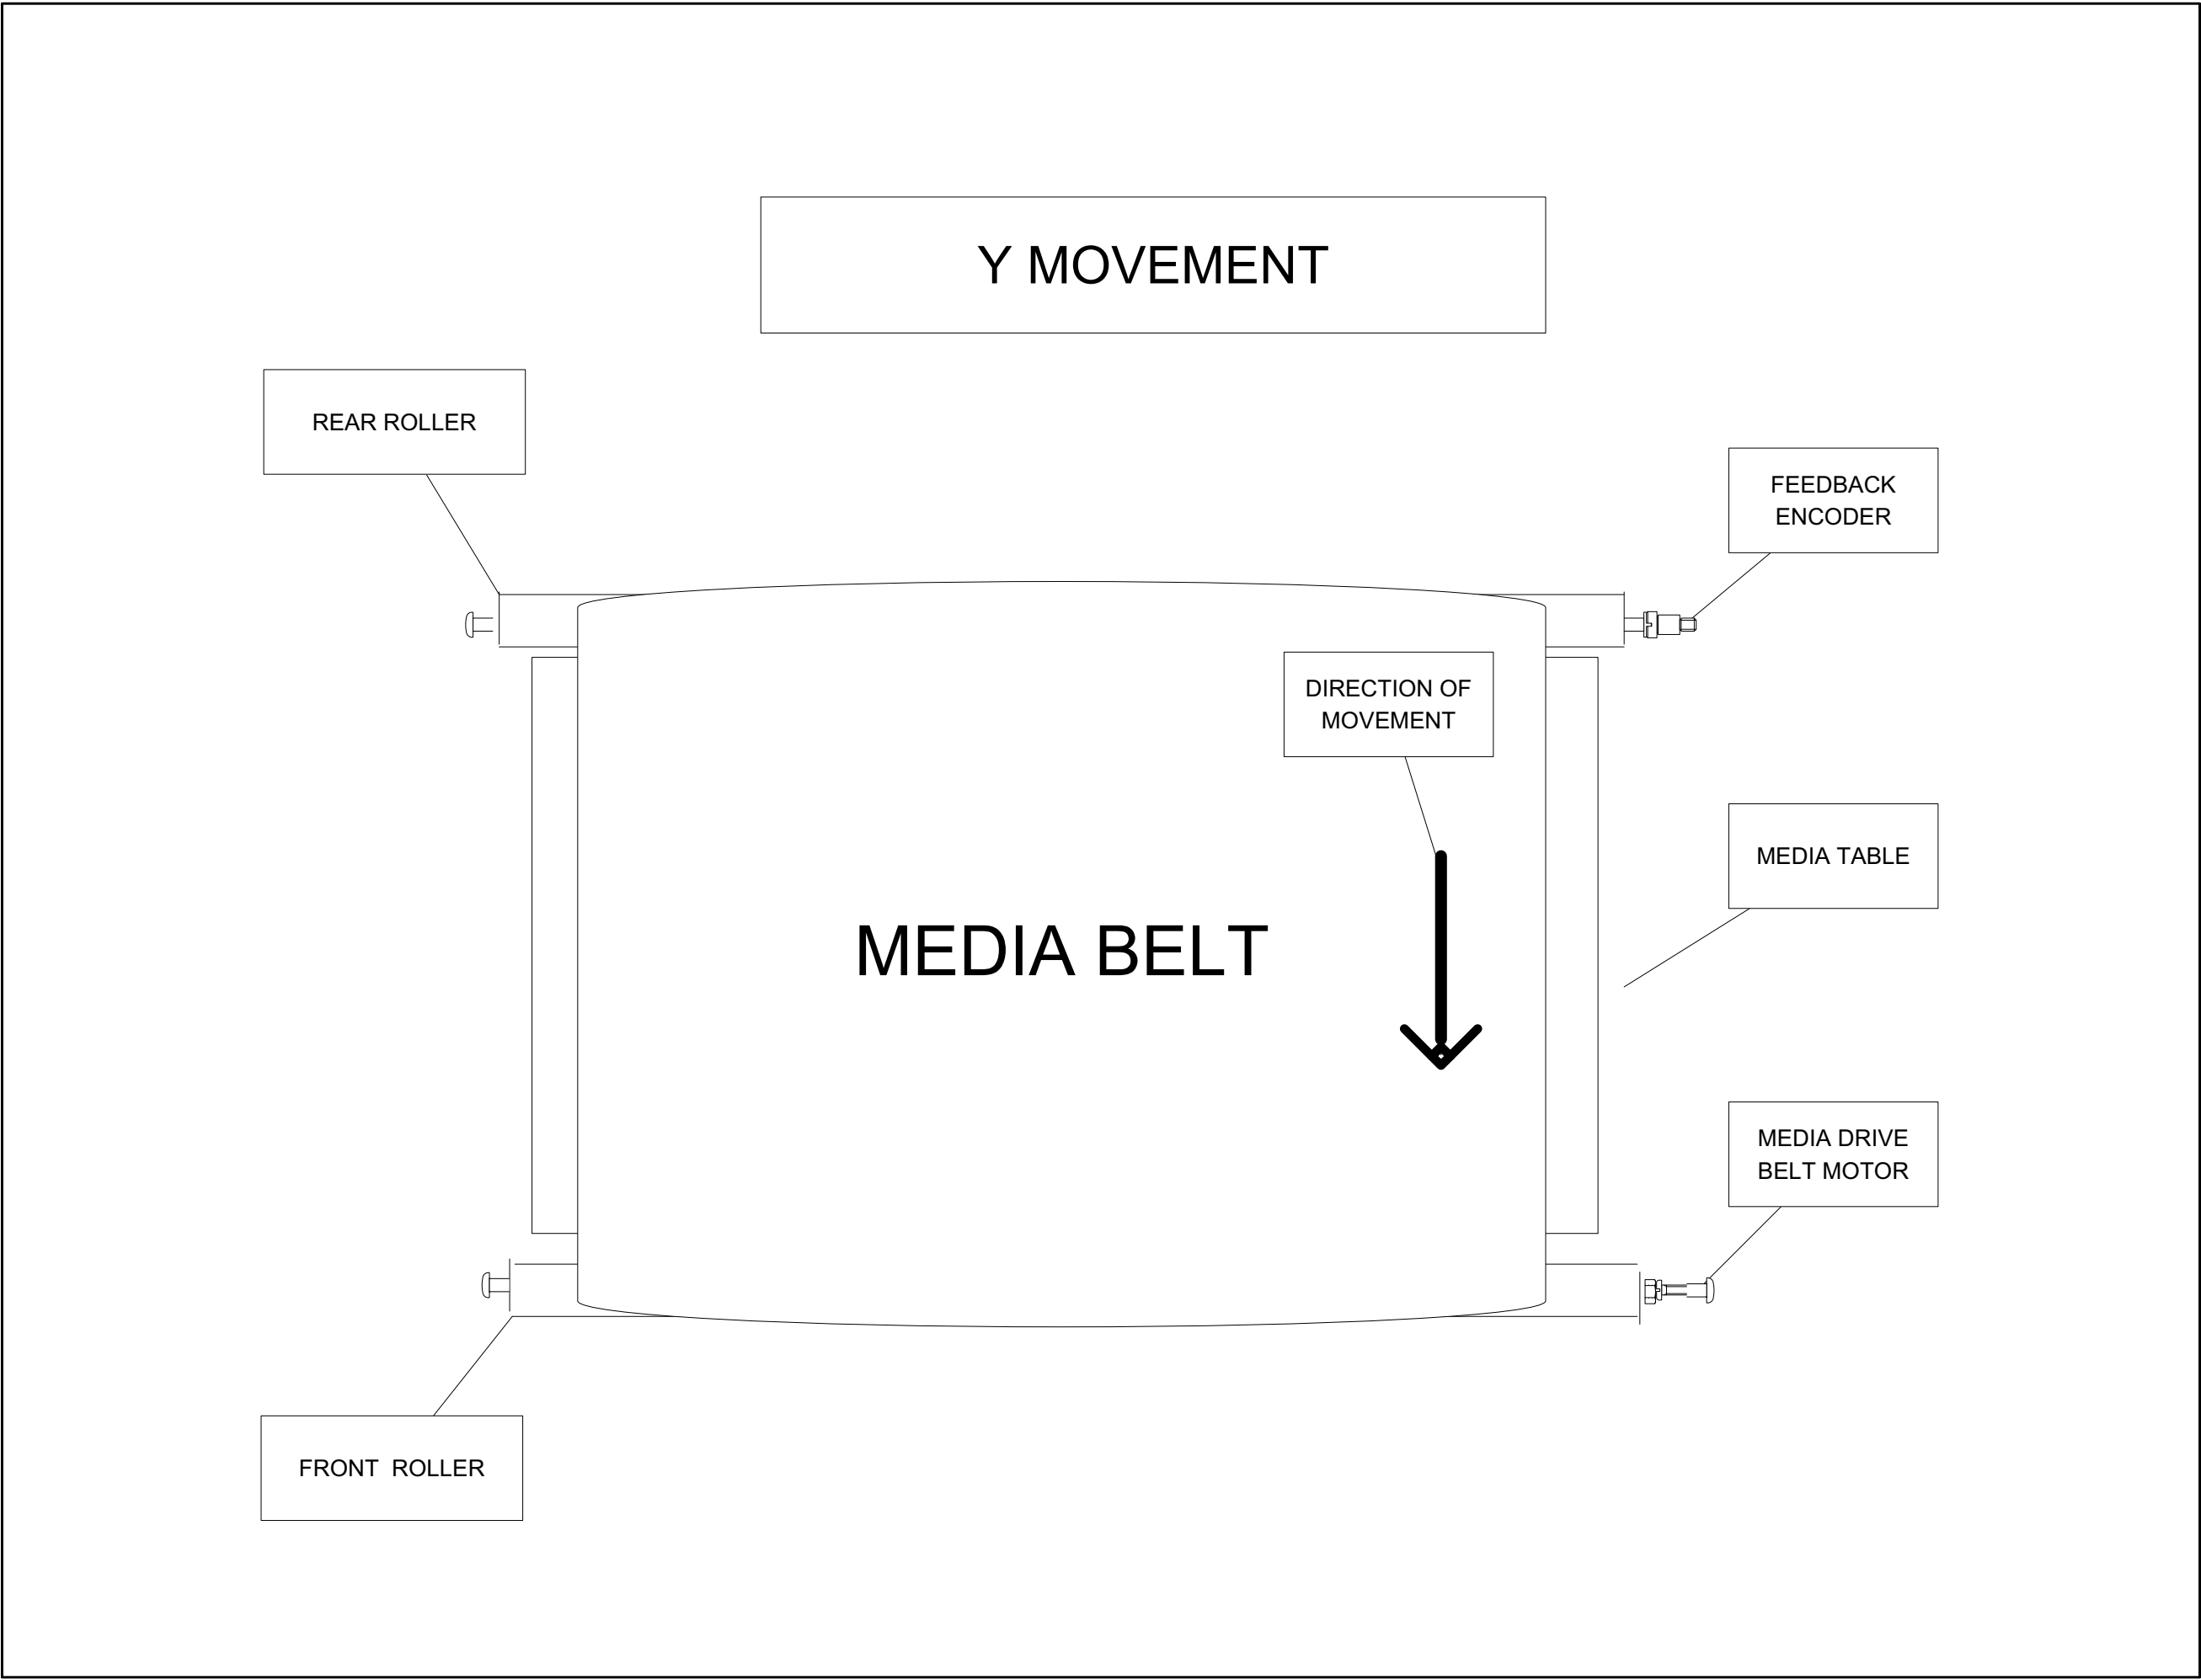 Y MOVEMENT
REAR ROLLER
FEEDBACK
ENCODER
DIRECTION OF
MOVEMENT
MEDIA TABLE
MEDIA BELT
MEDIA DRIVE
BELT MOTOR
FRONT  ROLLER